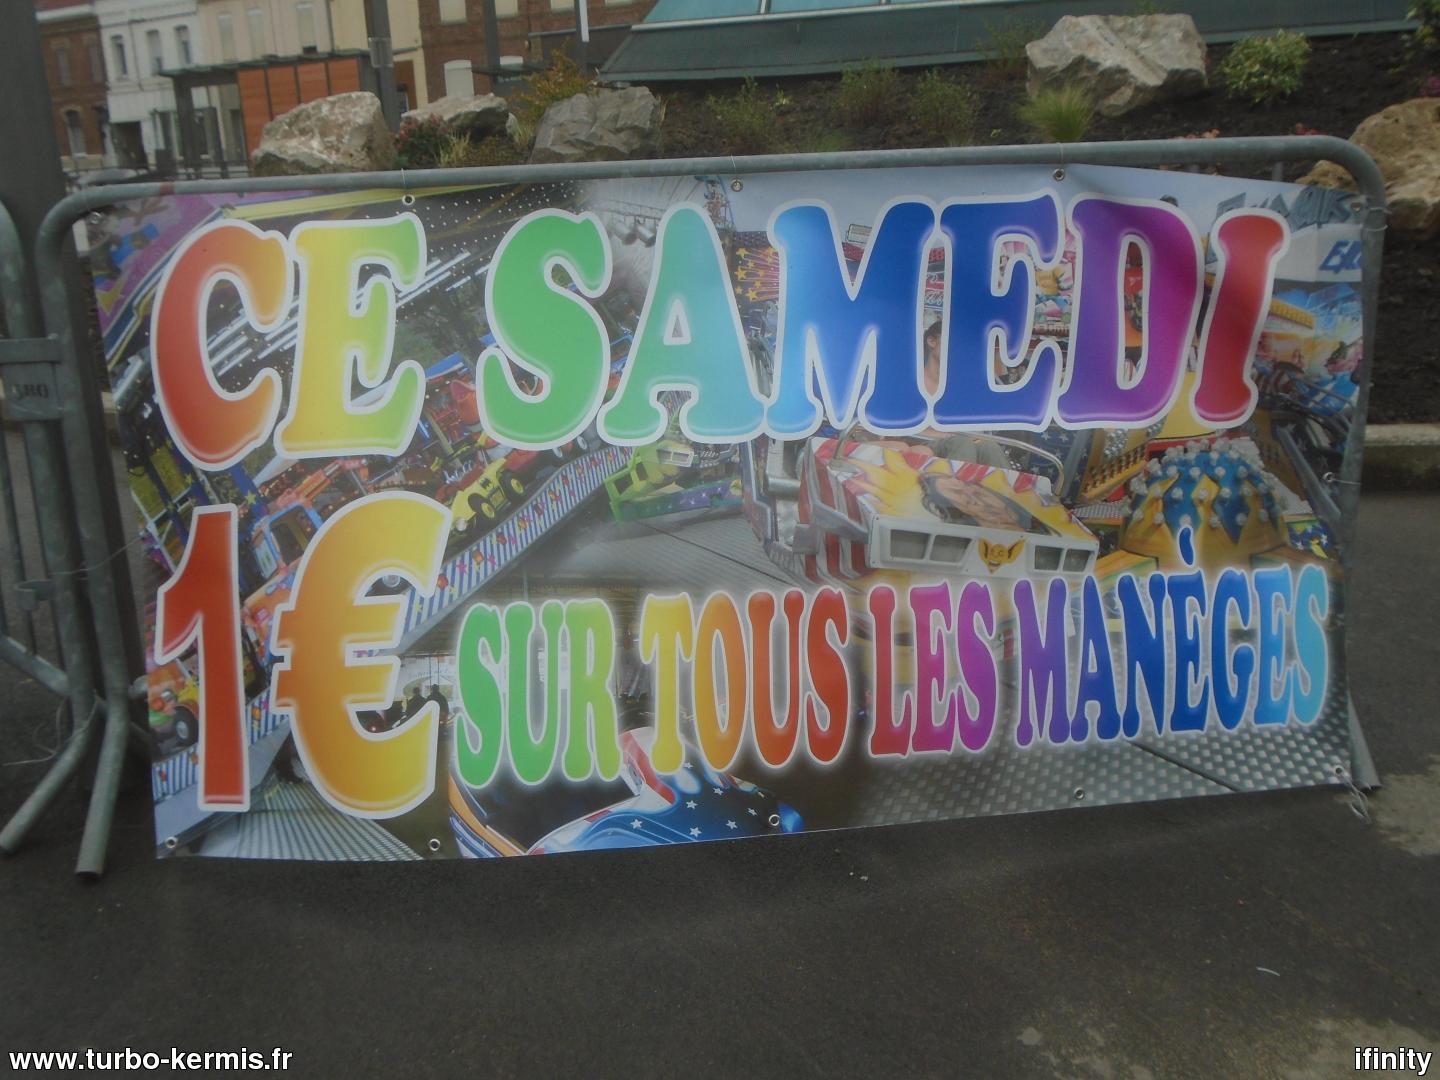 CE SAMEDI
1€ SUR TOUS LES MANÈGES
www.turbo-kermis.fr
ifinity